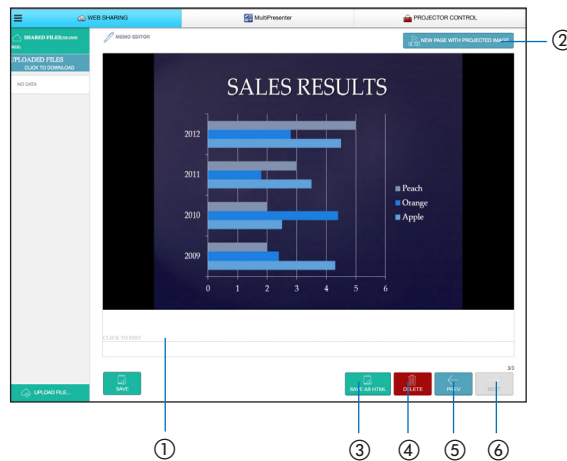 WEB SHARING
MultiPresenter
PROJECTOR CONTROL
SHARED FILES
MEMO EDITOR
NEW PAGE WITH PROJECTED IMAGE
②
UPLOADED FILES
CLICK TO DOWNLOAD
NO DATA
SALES RESULTS
2012
2011
2010
2009
0 1 2 3 4 5 6
Peach
Orange
Apple
CLICK TO EDIT
3/3
UPLOAD FILE...
SAVE
SAVE AS HTML
DELETE
PREV
NEXT
① ③ ④ ⑤ ⑥